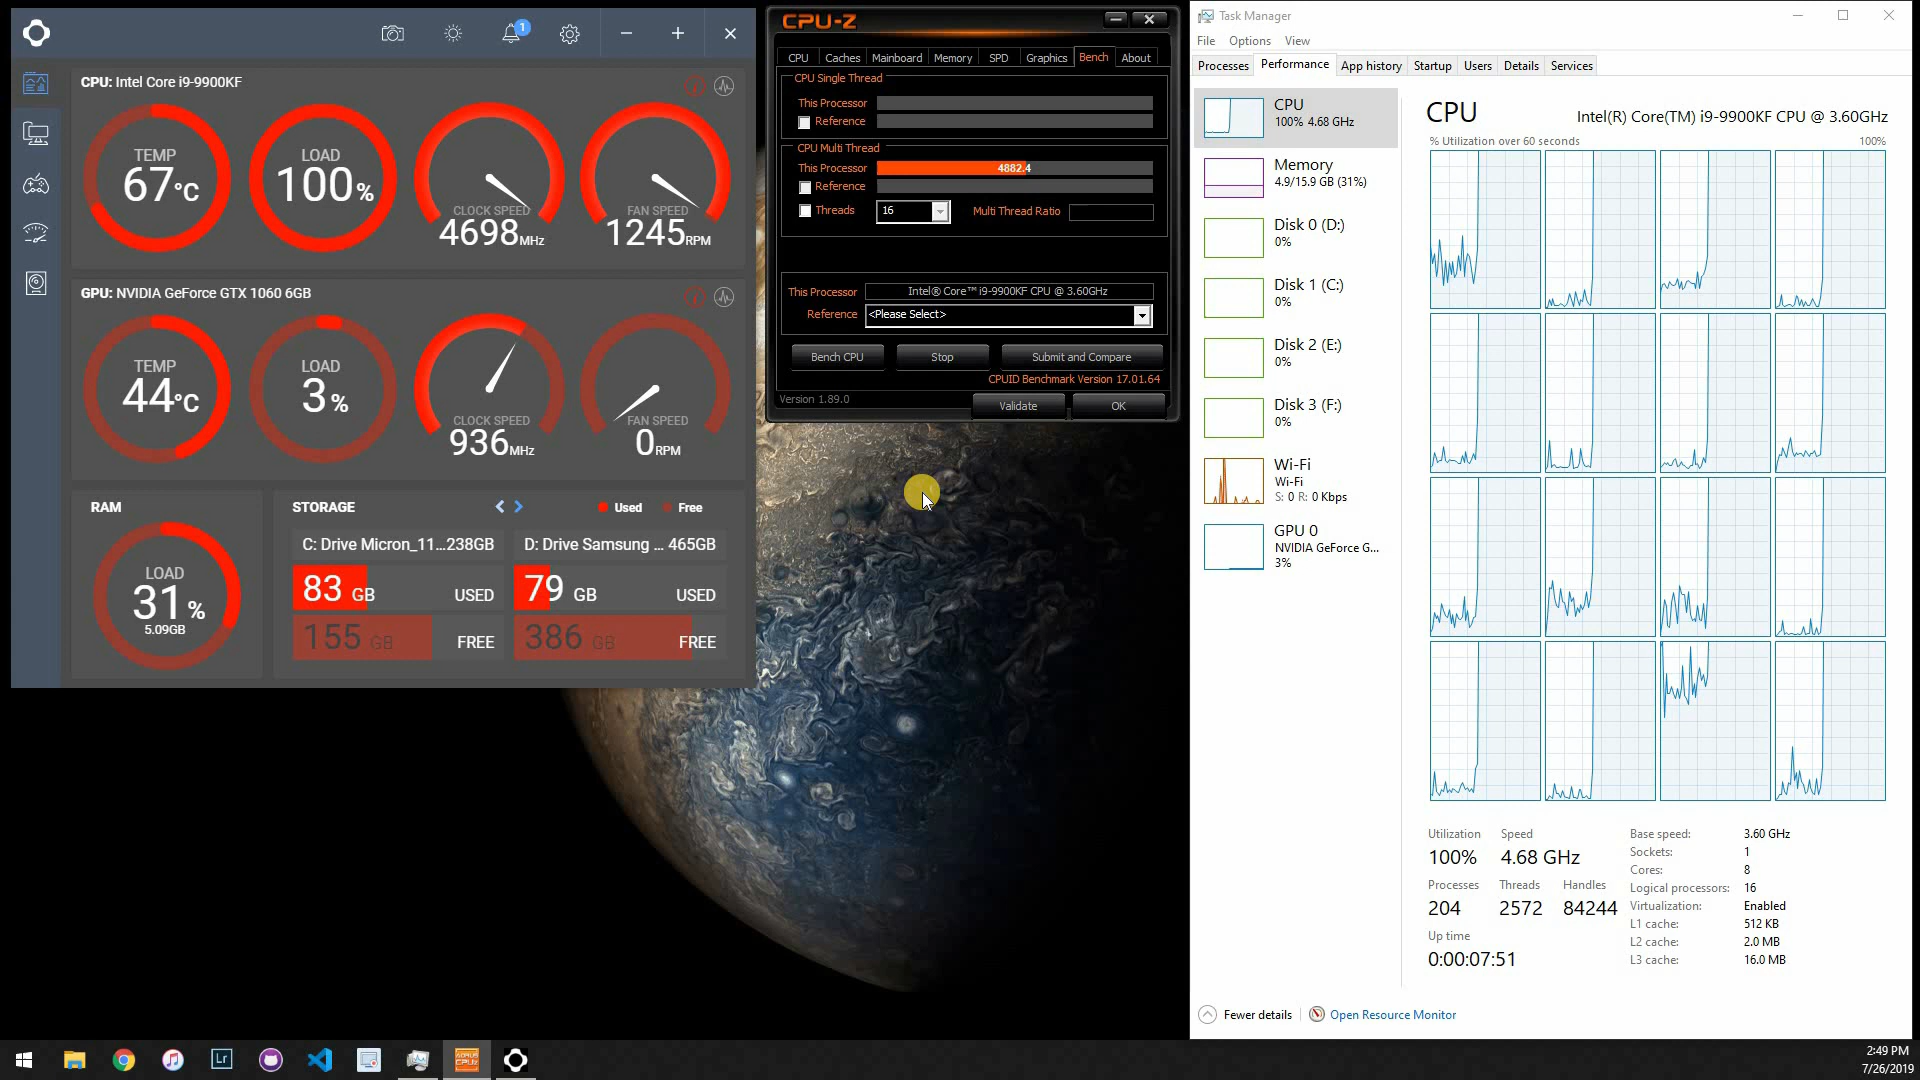 CPU: Intel Core i9-9900KF
TEMP
67°C
LOAD
100%
CLOCK SPEED
4698MHz
FAN SPEED
1245RPM
GPU: NVIDIA GeForce GTX 1060 6GB
TEMP
44°C
LOAD
3%
CLOCK SPEED
936MHz
FAN SPEED
0RPM
RAM
LOAD
31%
5.09GB
STORAGE
Used
Free
C: Drive Micron_11...238GB
83 GB USED
155 GB FREE
D: Drive Samsung ... 465GB
79 GB USED
386 GB FREE
1
CPU-Z
CPU Caches Mainboard Memory SPD Graphics Bench About
CPU Single Thread
This Processor
Reference
CPU Multi Thread
This Processor 4882.4
Reference
Threads 16 Multi Thread Ratio
This Processor Intel® Core™ i9-9900KF CPU @ 3.60GHz
Reference <Please Select>
Bench CPU Stop Submit and Compare
CPUID Benchmark Version 17.01.64
Version 1.89.0
Validate OK
Task Manager
File Options View
Processes Performance App history Startup Users Details Services
CPU
100% 4.68 GHz
Memory
4.9/15.9 GB (31%)
Disk 0 (D:)
0%
Disk 1 (C:)
0%
Disk 2 (E:)
0%
Disk 3 (F:)
0%
Wi-Fi
Wi-Fi
S: 0 R: 0 Kbps
GPU 0
NVIDIA GeForce G...
3%
CPU Intel(R) Core(TM) i9-9900KF CPU @ 3.60GHz
% Utilization over 60 seconds 100%
Utilization Speed
100% 4.68 GHz
Processes Threads Handles
204 2572 84244
Up time
0:00:07:51
Base speed: 3.60 GHz
Sockets: 1
Cores: 8
Logical processors: 16
Virtualization: Enabled
L1 cache: 512 KB
L2 cache: 2.0 MB
L3 cache: 16.0 MB
Fewer details Open Resource Monitor
Lr
AORUS
CPUZ
2:49 PM
7/26/2019